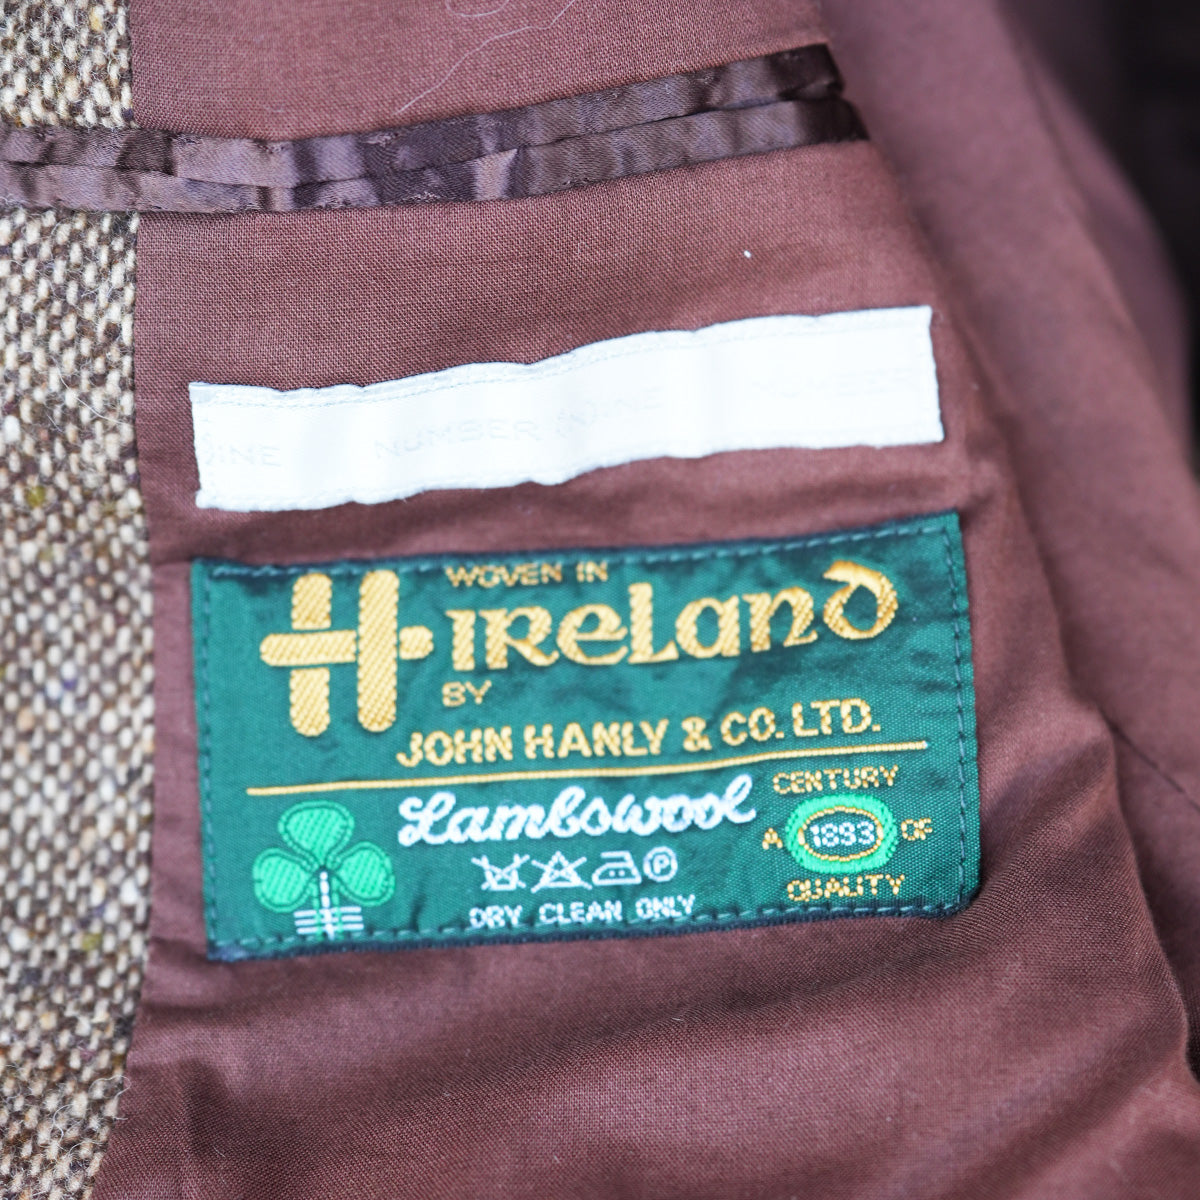 NUMBER NINE
WOVEN IN
H IRELAND
BY
JOHN HANLY & CO. LTD.
Lambswool
DRY CLEAN ONLY
CENTURY
A 1893 OF
QUALITY
P